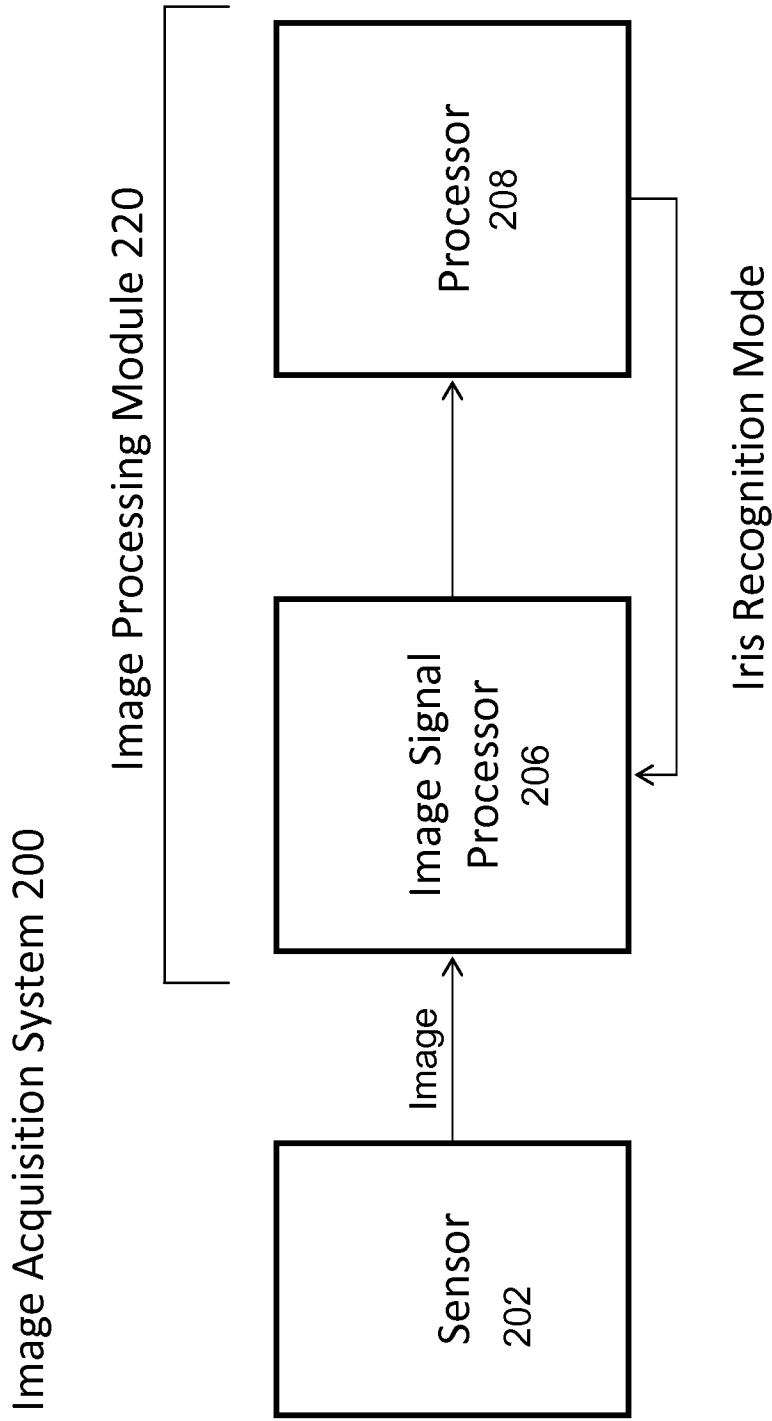 Image Acquisition System 200
Image Processing Module 220
Sensor
202
Image
Image Signal
Processor
206
Processor
208
Iris Recognition Mode